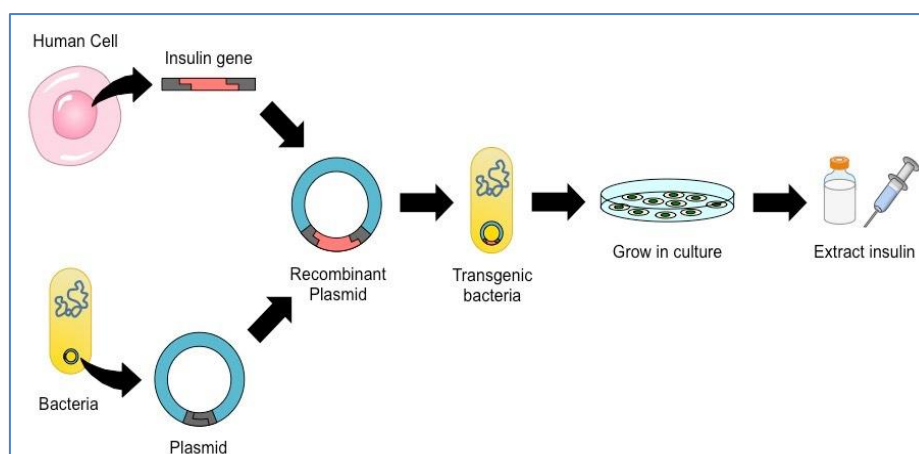 Human Cell
Insulin gene
Recombinant
Plasmid
Transgenic
bacteria
Grow in culture
Extract insulin
Bacteria
Plasmid